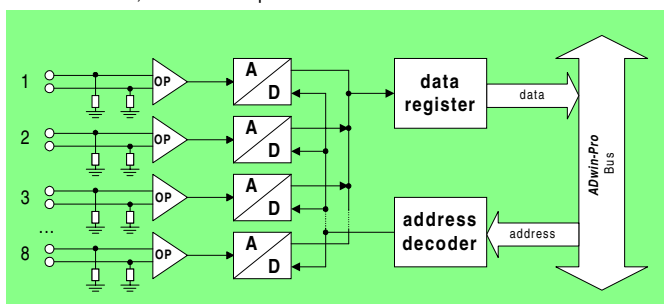 1
OP
A
D
data
register
data
2
OP
A
D
3
OP
A
D
...
8
OP
A
D
address
decoder
address
ADwin-Pro
Bus